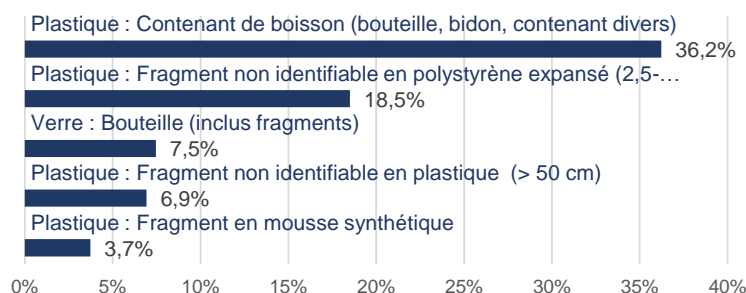 Plastique : Contenant de boisson (bouteille, bidon, contenant divers)
36,2%
Plastique : Fragment non identifiable en polystyrène expansé (2,5-…
18,5%
Verre : Bouteille (inclus fragments)
7,5%
Plastique : Fragment non identifiable en plastique (> 50 cm)
6,9%
Plastique : Fragment en mousse synthétique
3,7%
0% 5% 10% 15% 20% 25% 30% 35% 40%